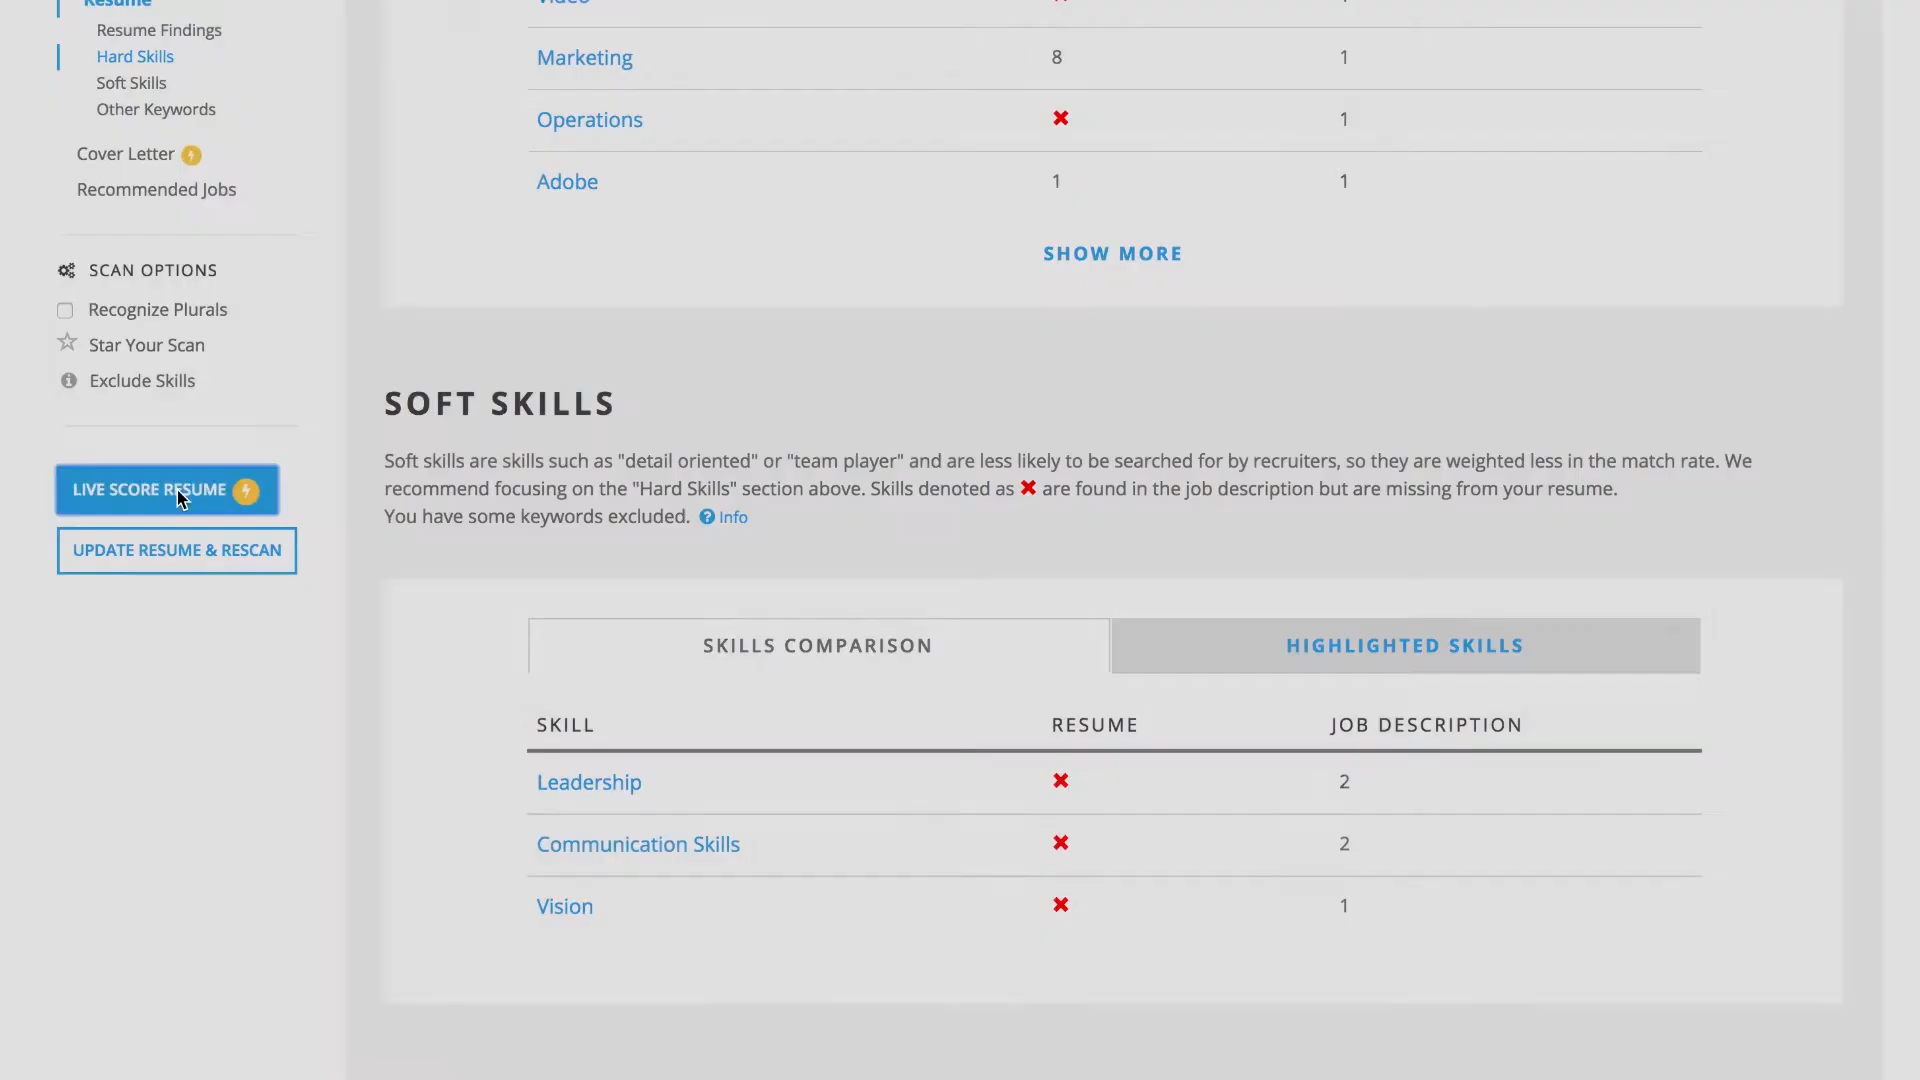 Resume
Resume Findings
Hard Skills
Soft Skills
Other Keywords
Cover Letter
Recommended Jobs
SCAN OPTIONS
Recognize Plurals
Star Your Scan
Exclude Skills
LIVE SCORE RESUME
UPDATE RESUME & RESCAN
Video 1
Marketing 8 1
Operations ✖ 1
Adobe 1 1
SHOW MORE
SOFT SKILLS
Soft skills are skills such as "detail oriented" or "team player" and are less likely to be searched for by recruiters, so they are weighted less in the match rate. We
recommend focusing on the "Hard Skills" section above. Skills denoted as ✖ are found in the job description but are missing from your resume.
You have some keywords excluded. Info
SKILLS COMPARISON HIGHLIGHTED SKILLS
SKILL RESUME JOB DESCRIPTION
Leadership ✖ 2
Communication Skills ✖ 2
Vision ✖ 1